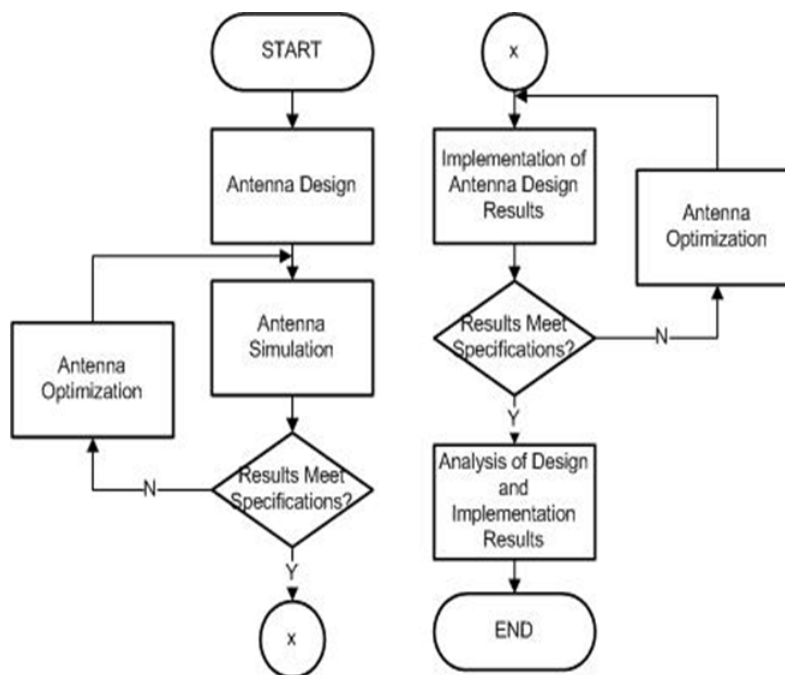 START
Antenna Design
Antenna
Simulation
Antenna
Optimization
Results Meet
Specifications?
N
Y
x
x
Implementation of
Antenna Design
Results
Antenna
Optimization
Results Meet
Specifications?
N
Y
Analysis of Design
and
Implementation
Results
END